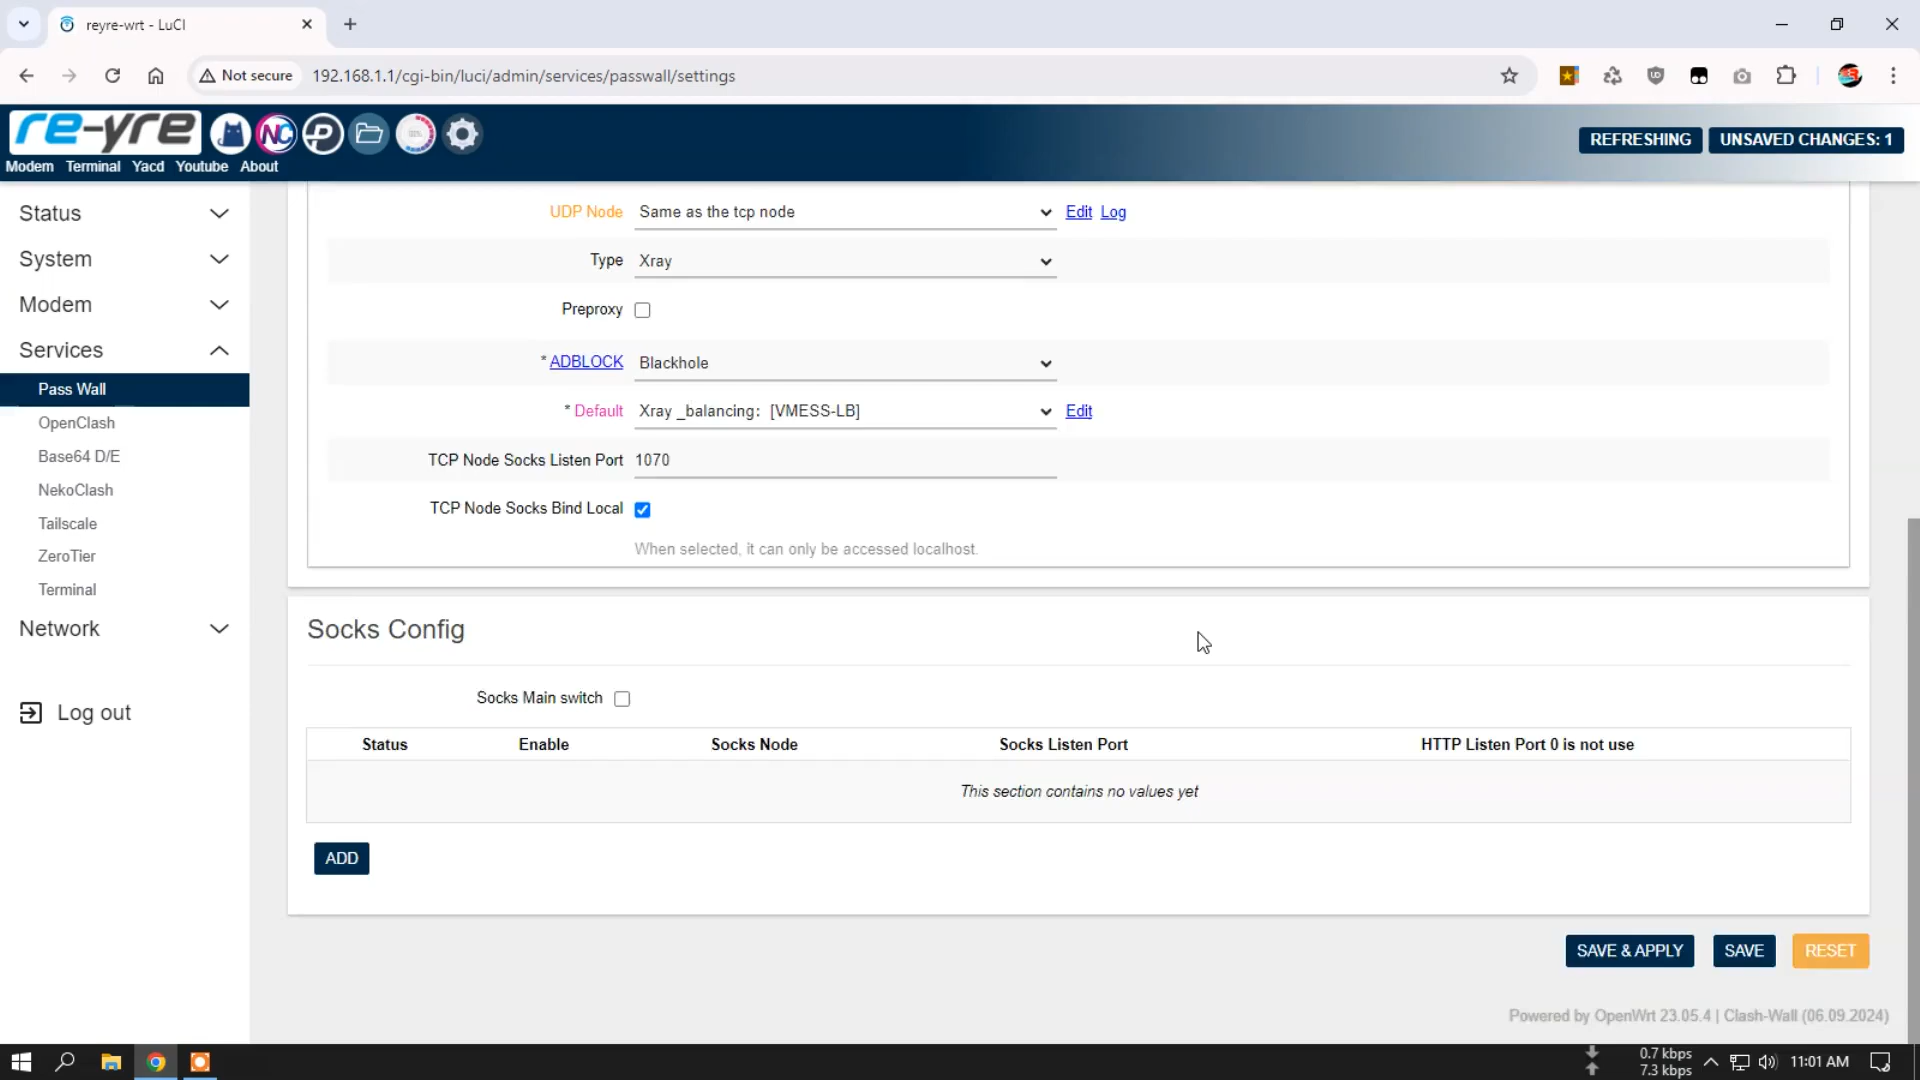 reyre-wrt - LuCI
Not secure
192.168.1.1/cgi-bin/luci/admin/services/passwall/settings
re-yre
NC
P
REFRESHING
UNSAVED CHANGES: 1
Modem Terminal Yacd Youtube About
Status
System
Modem
Services
Pass Wall
OpenClash
Base64 D/E
NekoClash
Tailscale
ZeroTier
Terminal
Network
Log out
UDP Node Same as the tcp node Edit Log
Type Xray
Preproxy
* ADBLOCK Blackhole
* Default Xray _balancing: [VMESS-LB] Edit
TCP Node Socks Listen Port 1070
TCP Node Socks Bind Local
When selected, it can only be accessed localhost.
Socks Config
Socks Main switch
Status Enable Socks Node Socks Listen Port HTTP Listen Port 0 is not use
This section contains no values yet
ADD
SAVE & APPLY SAVE RESET
Powered by OpenWrt 23.05.4 | Clash-Wall (06.09.2024)
0.7 kbps
7.3 kbps
11:01 AM